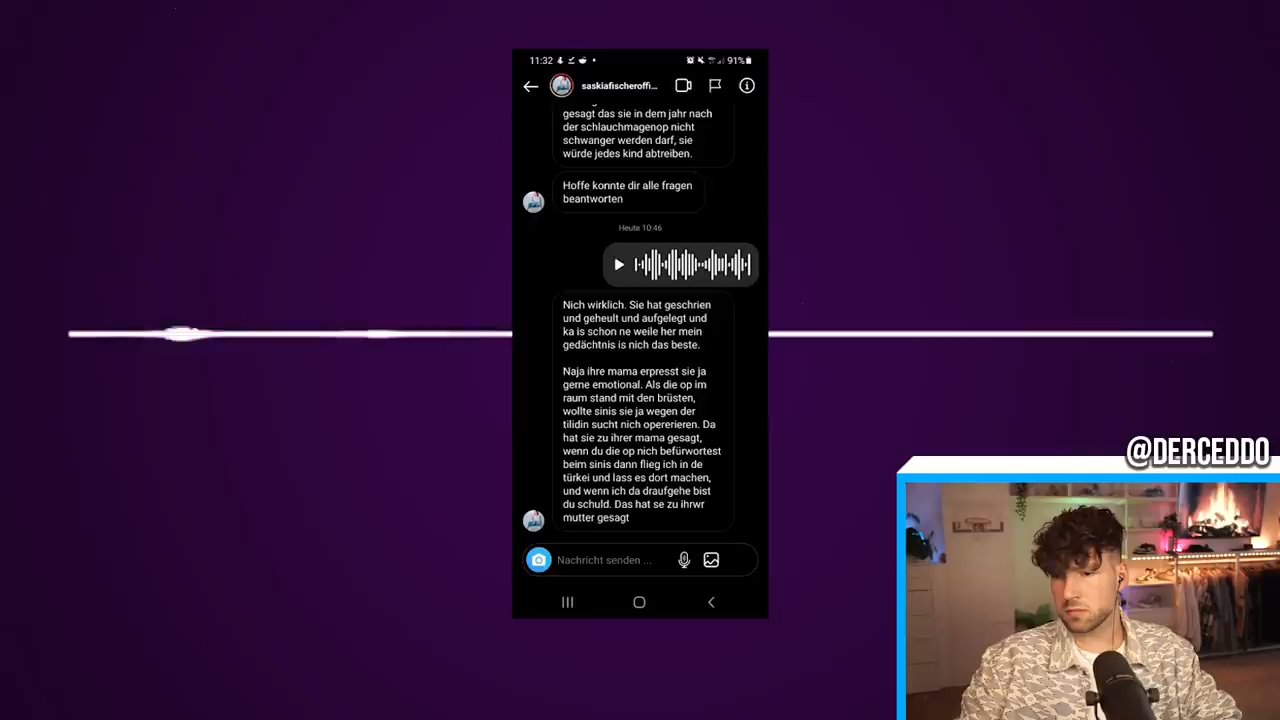 11:32
91%
saskiafischeroffi...
gesagt das sie in dem jahr nach
der schlauchmagenop nicht
schwanger werden darf, sie
würde jedes kind abtreiben.
Hoffe konnte dir alle fragen
beantworten
Heute 10:46
Nich wirklich. Sie hat geschrien
und geheult und aufgelegt und
ka is schon ne weile her mein
gedächtnis is nich das beste.
Naja ihre mama erpresst sie ja
gerne emotional. Als die op im
raum stand mit den brüsten,
wollte sinis sie ja wegen der
tilidin sucht nich opererieren. Da
hat sie zu ihrer mama gesagt,
wenn du die op nich befürwortest
beim sinis dann flieg ich in de
türkei und lass es dort machen,
und wenn ich da draufgehe bist
du schuld. Das hat se zu ihrwr
mutter gesagt
Nachricht senden ...
@DERCEDDO